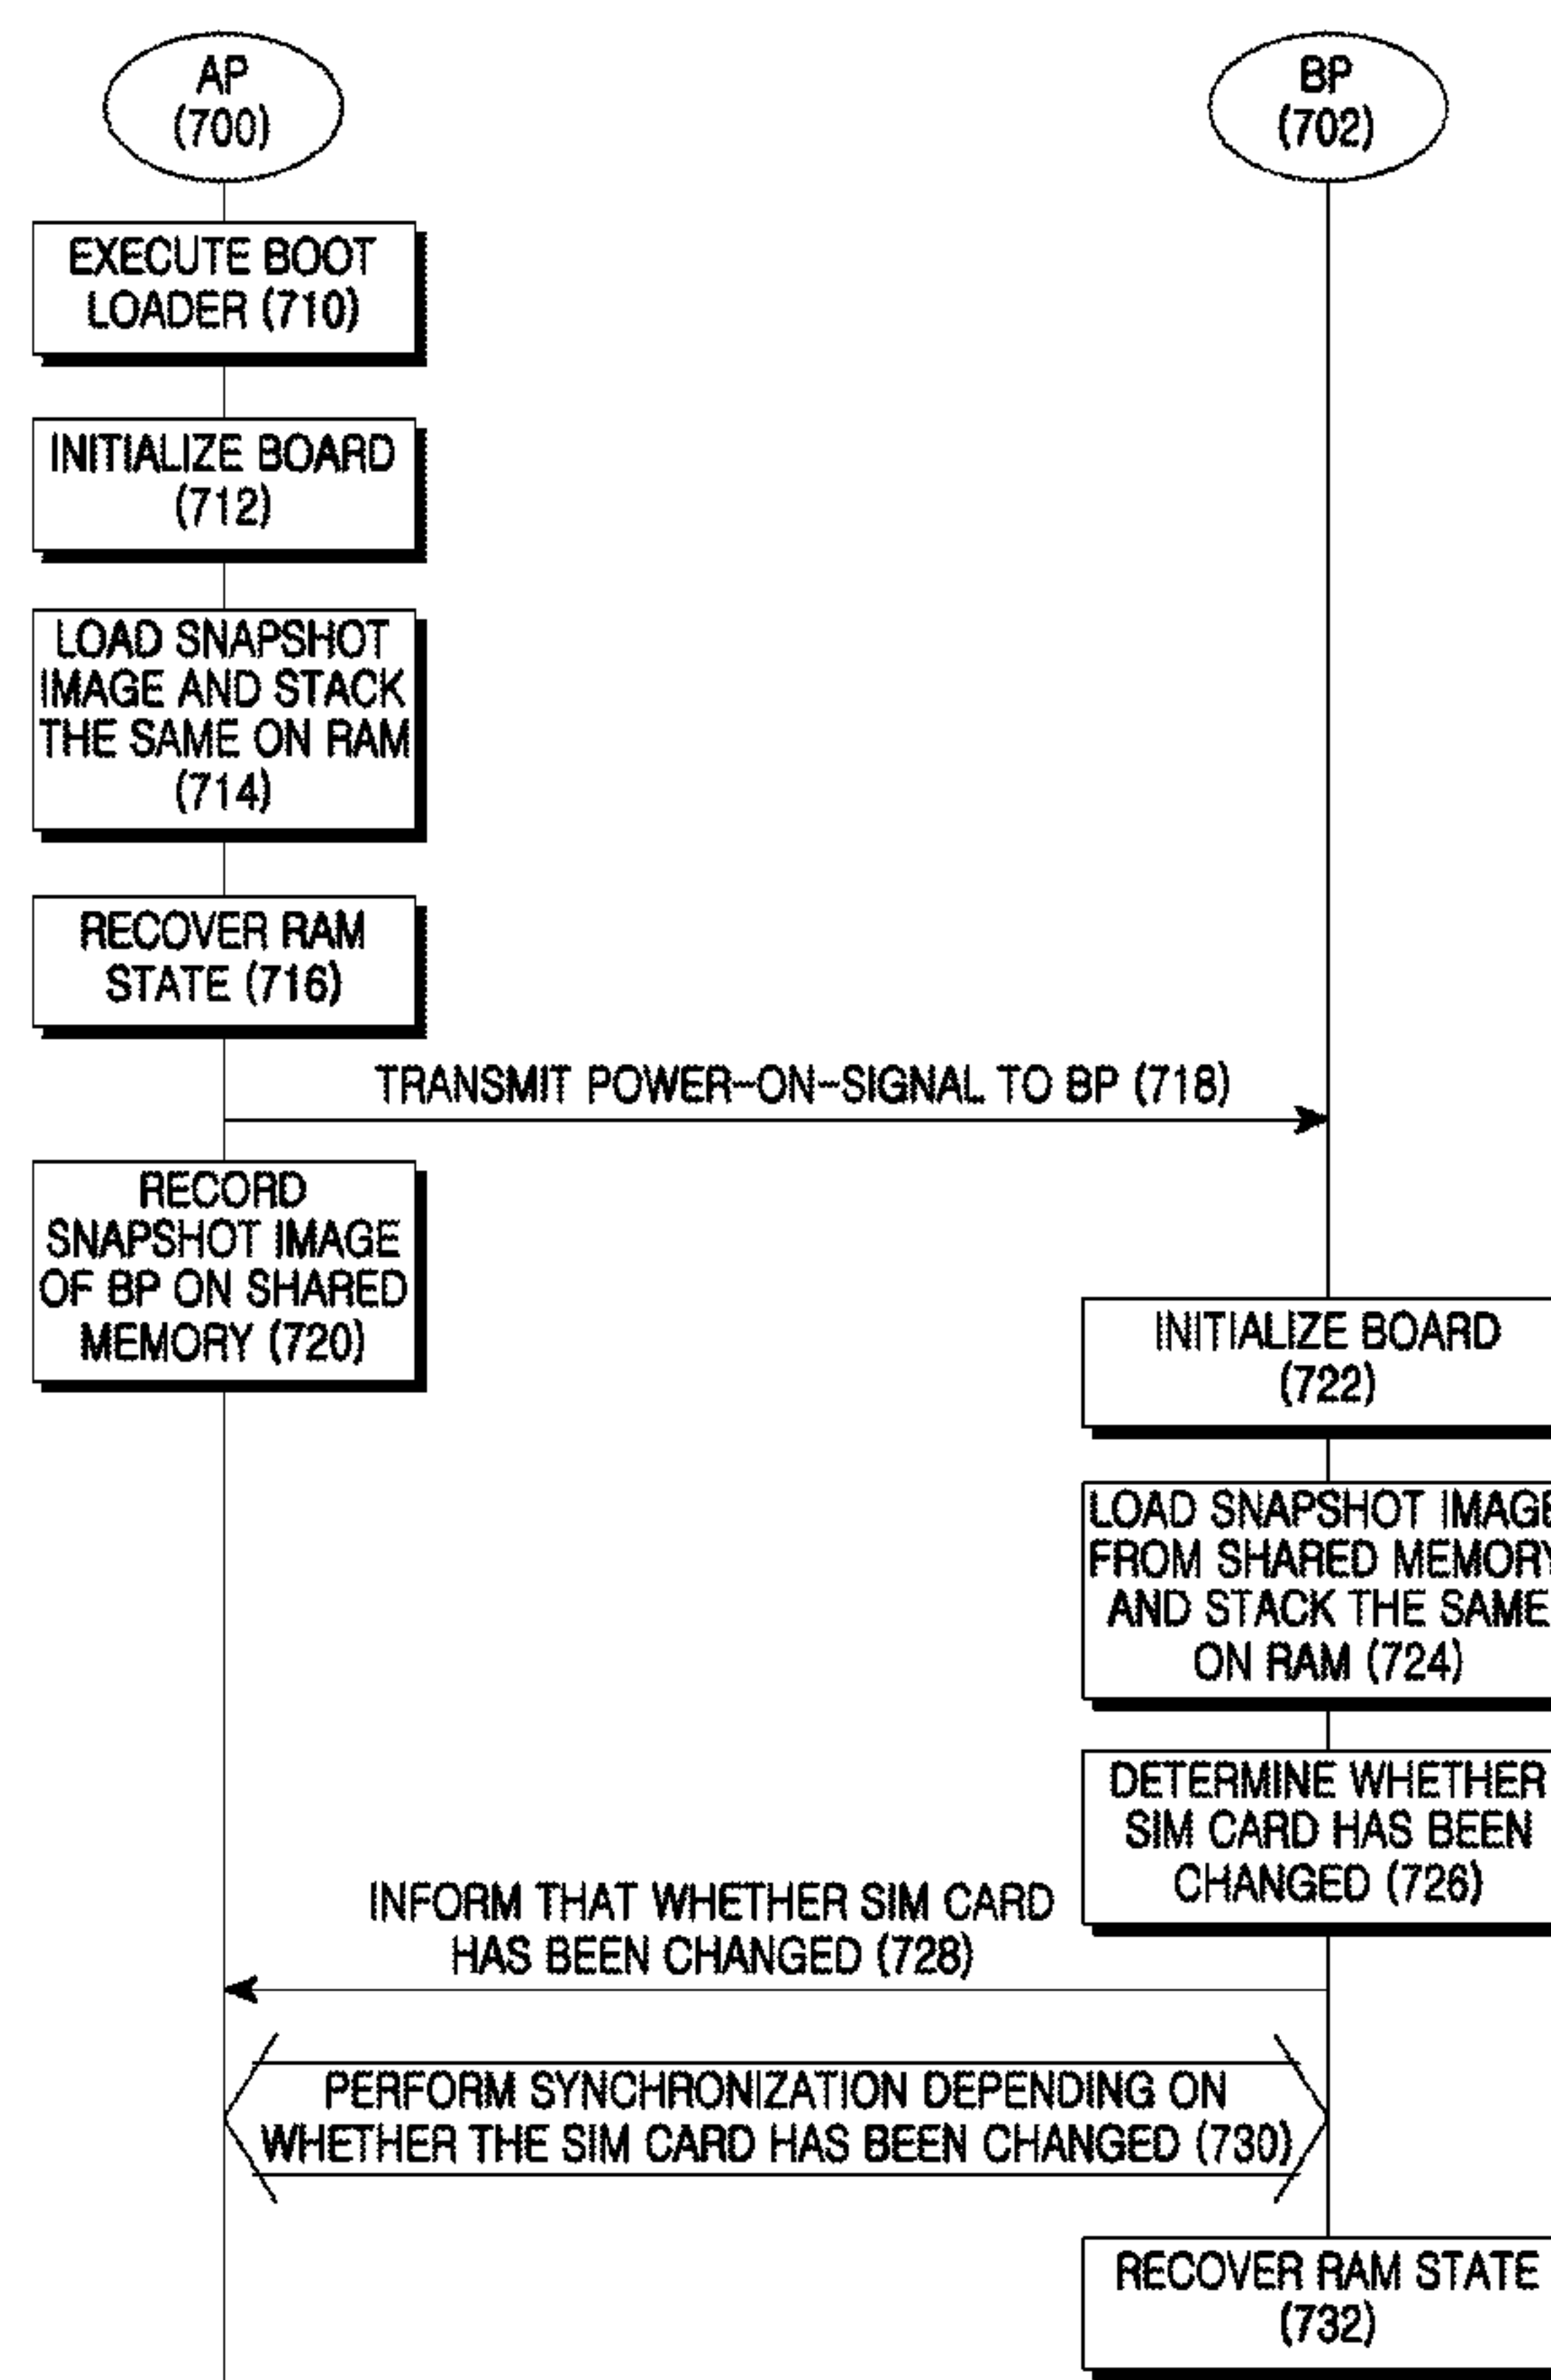 AP
(700)
BP
(702)
EXECUTE BOOT
LOADER (710)
INITIALIZE BOARD
(712)
LOAD SNAPSHOT
IMAGE AND STACK
THE SAME ON RAM
(714)
RECOVER RAM
STATE (716)
TRANSMIT POWER-ON-SIGNAL TO BP (718)
RECORD
SNAPSHOT IMAGE
OF BP ON SHARED
MEMORY (720)
INITIALIZE BOARD
(722)
LOAD SNAPSHOT IMAGE
FROM SHARED MEMORY
AND STACK THE SAME
ON RAM (724)
DETERMINE WHETHER
SIM CARD HAS BEEN
CHANGED (726)
INFORM THAT WHETHER SIM CARD
HAS BEEN CHANGED (728)
PERFORM SYNCHRONIZATION DEPENDING ON
WHETHER THE SIM CARD HAS BEEN CHANGED (730)
RECOVER RAM STATE
(732)